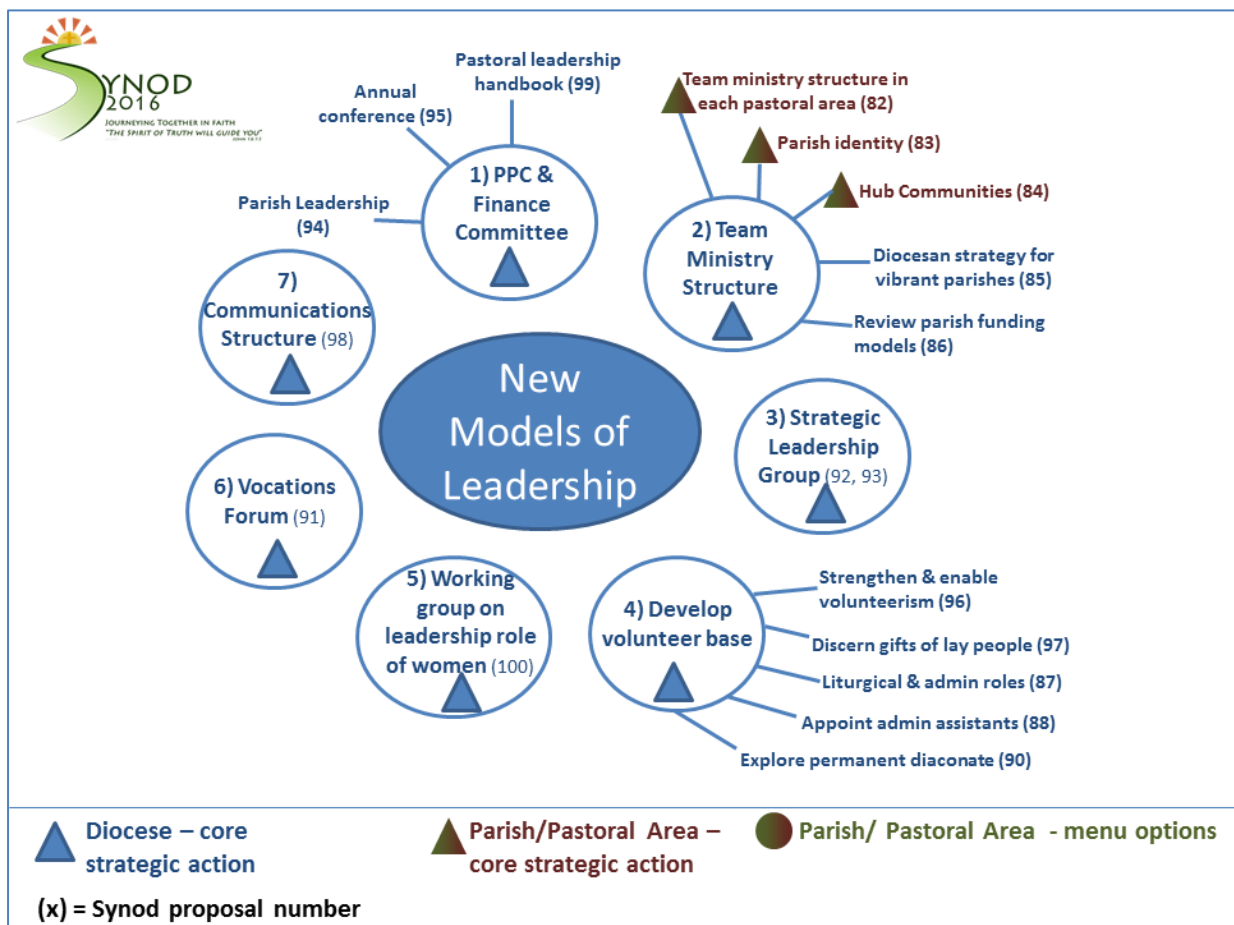 SYNOD
2016
JOURNEYING TOGETHER IN FAITH
"THE SPIRIT OF TRUTH WILL GUIDE YOU"
Pastoral leadership
handbook (99)
Annual
conference (95)
Parish Leadership
(94)
1) PPC &
Finance
Committee
Team ministry structure in
each pastoral area (82)
Parish identity (83)
Hub Communities (84)
2) Team
Ministry
Structure
Diocesan strategy for
vibrant parishes (85)
Review parish funding
models (86)
7)
Communications
Structure (98)
New
Models of
Leadership
3) Strategic
Leadership
Group (92, 93)
6) Vocations
Forum (91)
5) Working
group on
leadership role
of women (100)
4) Develop
volunteer base
Strengthen & enable
volunteerism (96)
Discern gifts of lay people (97)
Liturgical & admin roles (87)
Appoint admin assistants (88)
Explore permanent diaconate (90)
Diocese – core
strategic action
Parish/Pastoral Area –
core strategic action
Parish/ Pastoral Area - menu options
(x) = Synod proposal number